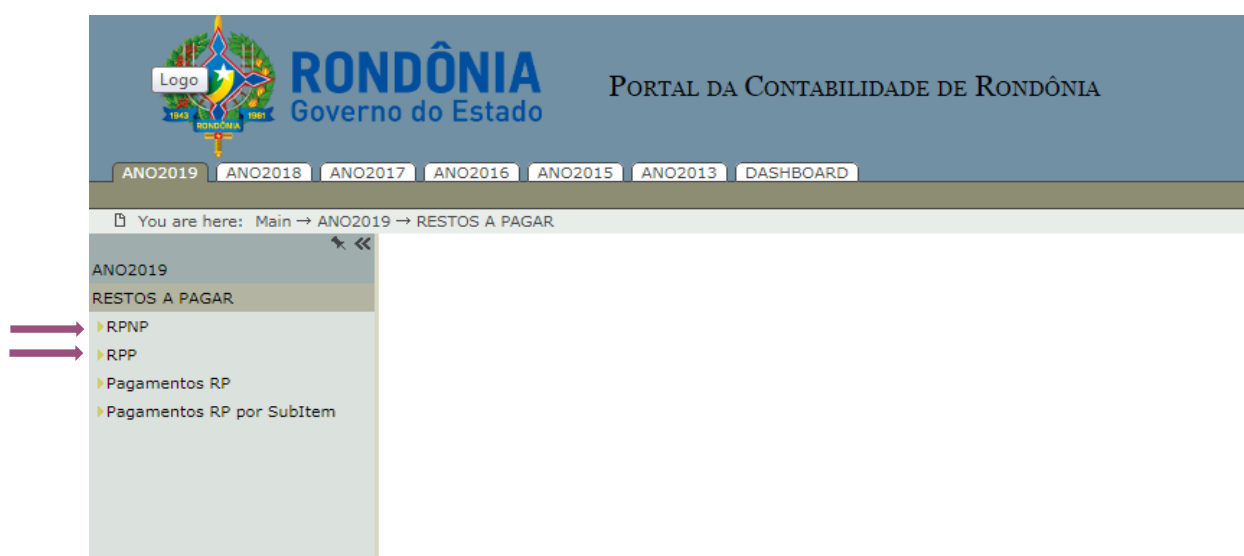 Logo
1943
1981
RONDÔNIA
RONDÔNIA
Governo do Estado
PORTAL DA CONTABILIDADE DE RONDÔNIA
ANO2019 ANO2018 ANO2017 ANO2016 ANO2015 ANO2013 DASHBOARD
You are here: Main → ANO2019 → RESTOS A PAGAR
ANO2019
RESTOS A PAGAR
RPNP
RPP
Pagamentos RP
Pagamentos RP por SubItem